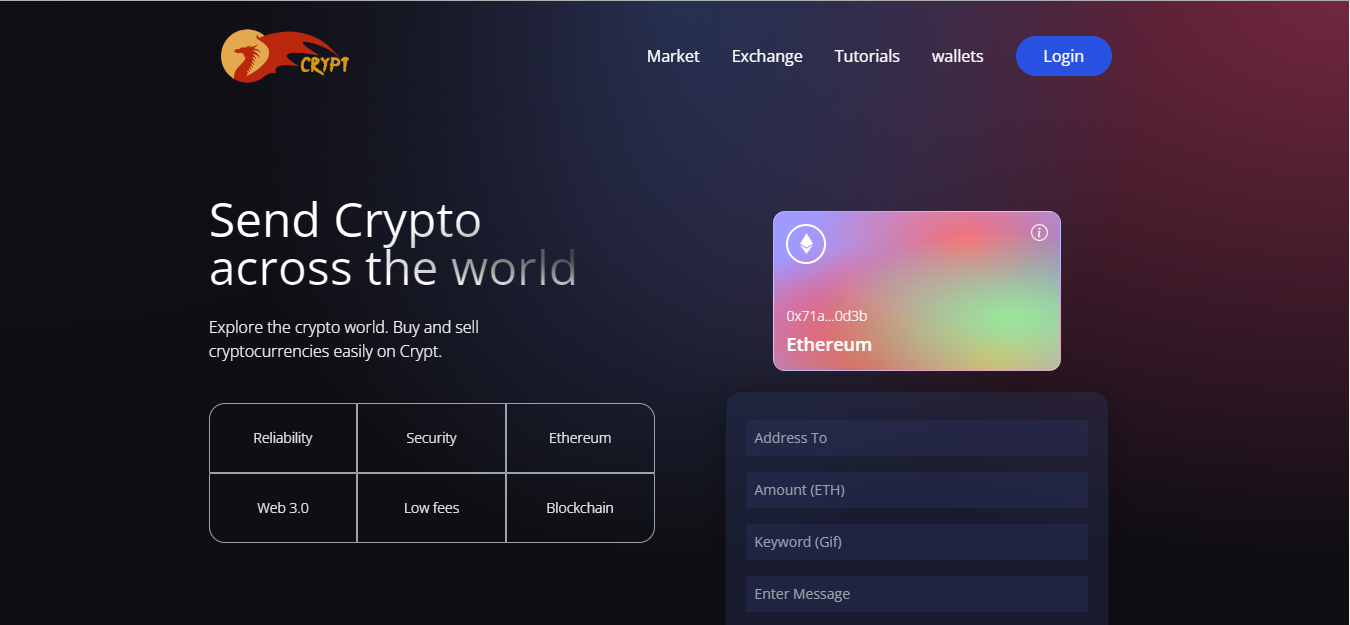 CRYPT
Market
Exchange
Tutorials
wallets
Login
Send Crypto
across the world
Explore the crypto world. Buy and sell
cryptocurrencies easily on Crypt.
Reliability
Security
Ethereum
Web 3.0
Low fees
Blockchain
i
0x71a...0d3b
Ethereum
Address To
Amount (ETH)
Keyword (Gif)
Enter Message